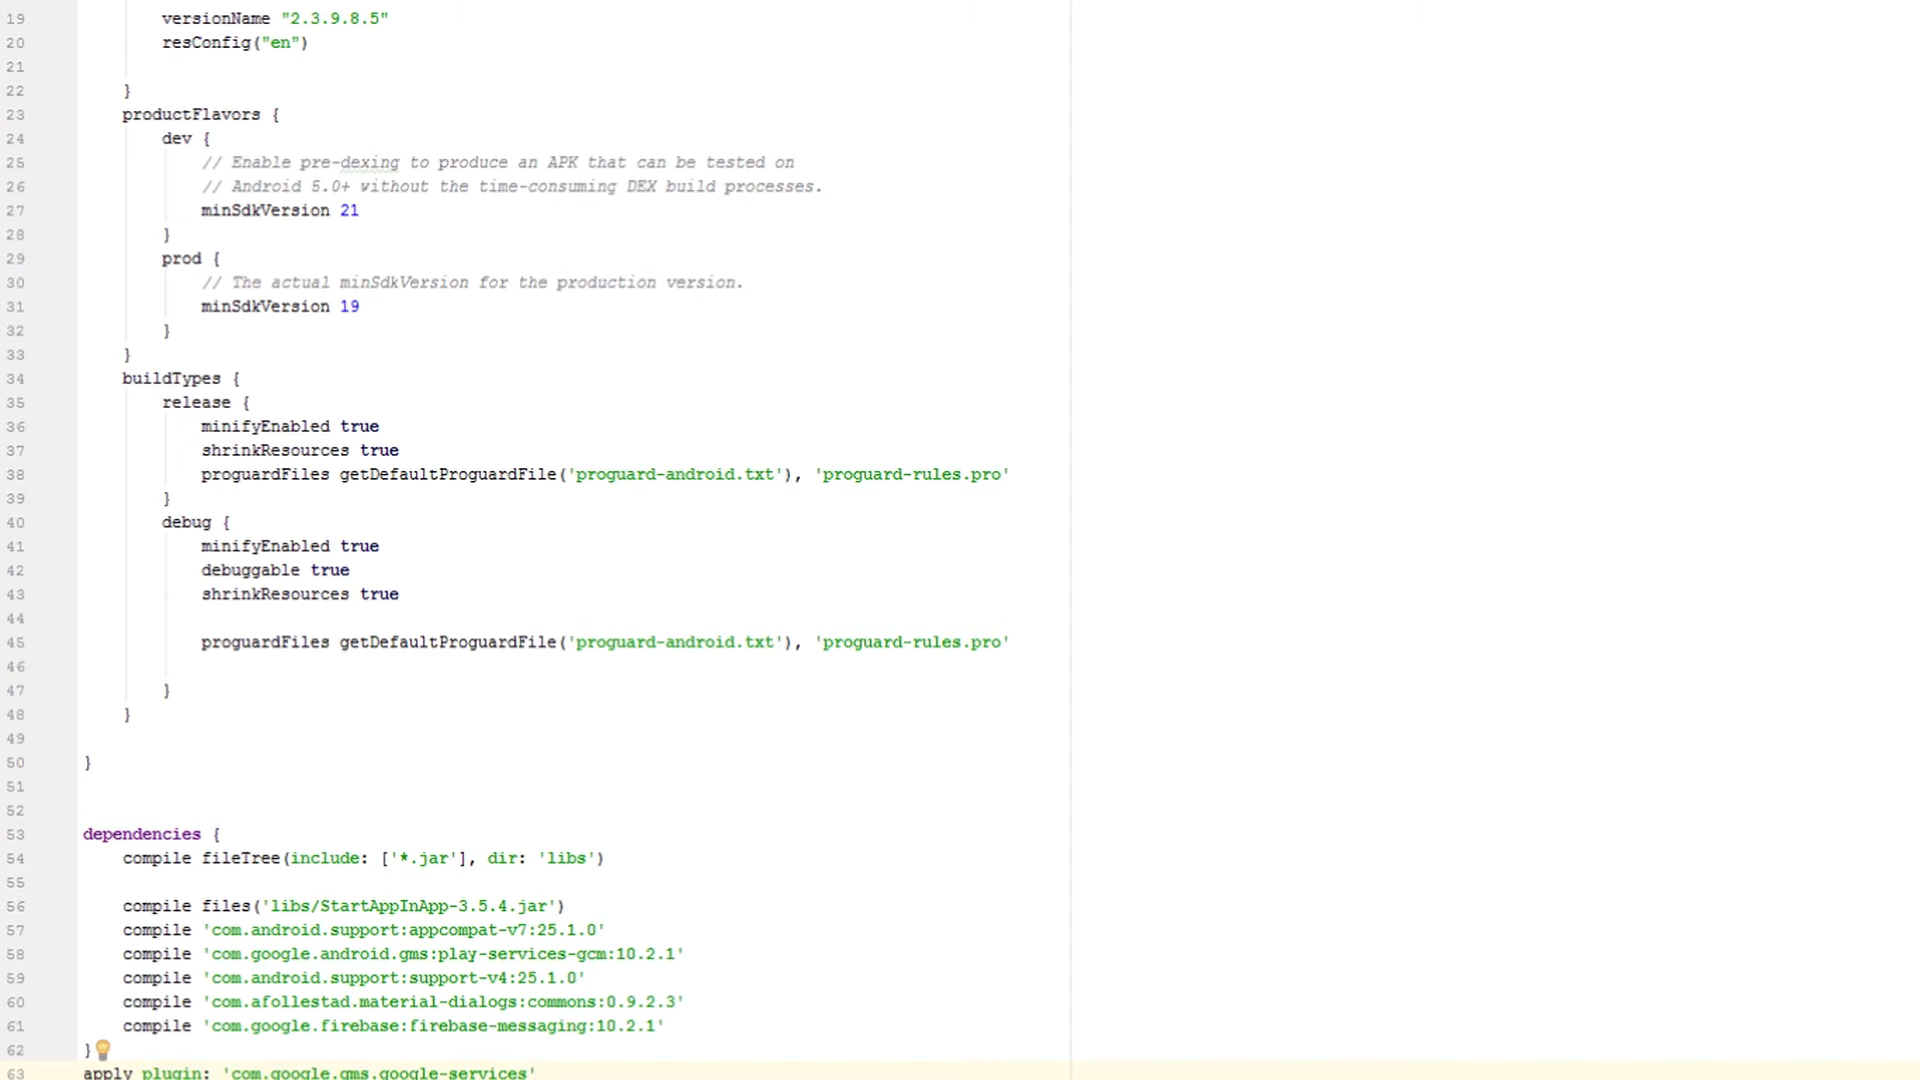 19 versionName "2.3.9.8.5"
20 resConfig("en")
21
22 }
23 productFlavors {
24 dev {
25 // Enable pre-dexing to produce an APK that can be tested on
26 // Android 5.0+ without the time-consuming DEX build processes.
27 minSdkVersion 21
28 }
29 prod {
30 // The actual minSdkVersion for the production version.
31 minSdkVersion 19
32 }
33 }
34 buildTypes {
35 release {
36 minifyEnabled true
37 shrinkResources true
38 proguardFiles getDefaultProguardFile('proguard-android.txt'), 'proguard-rules.pro'
39 }
40 debug {
41 minifyEnabled true
42 debuggable true
43 shrinkResources true
44
45 proguardFiles getDefaultProguardFile('proguard-android.txt'), 'proguard-rules.pro'
46
47 }
48 }
49
50 }
51
52
53 dependencies {
54 compile fileTree(include: ['*.jar'], dir: 'libs')
55
56 compile files('libs/StartAppInApp-3.5.4.jar')
57 compile 'com.android.support:appcompat-v7:25.1.0'
58 compile 'com.google.android.gms:play-services-gcm:10.2.1'
59 compile 'com.android.support:support-v4:25.1.0'
60 compile 'com.afollestad.material-dialogs:commons:0.9.2.3'
61 compile 'com.google.firebase:firebase-messaging:10.2.1'
62 }
63 apply plugin: 'com.google.gms.google-services'